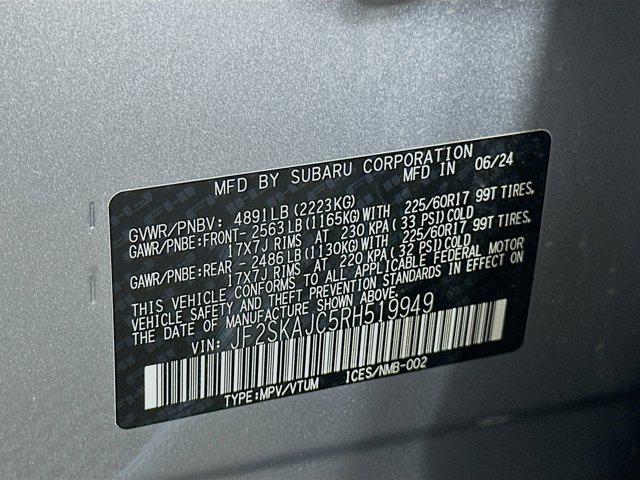 MFD BY SUBARU CORPORATION
MFD IN 06/24
GVWR/PNBV: 4891LB(2223KG)
GAWR/PNBE:FRONT- 2563LB(1165KG)WITH 225/60R17 99T TIRES,
17X7J RIMS AT 230 KPA( 33 PSI)COLD
GAWR/PNBE:REAR - 2486LB(1130KG)WITH 225/60R17 99T TIRES,
17X7J RIMS AT 220 KPA( 32 PSI)COLD
THIS VEHICLE CONFORMS TO ALL APPLICABLE FEDERAL MOTOR
VEHICLE SAFETY AND THEFT PREVENTION STANDARDS IN EFFECT ON
THE DATE OF MANUFACTURE SHOWN ABOVE.
VIN: JF2SKAJC5RH519949
TYPE:MPV/VTUM ICES/NMB-002